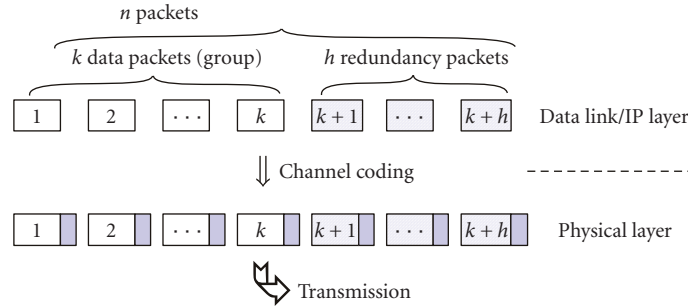 n packets
k data packets (group) h redundancy packets
1 2 ··· k k + 1 ··· k + h Data link/IP layer
Channel coding
1 2 ··· k k + 1 ··· k + h Physical layer
Transmission